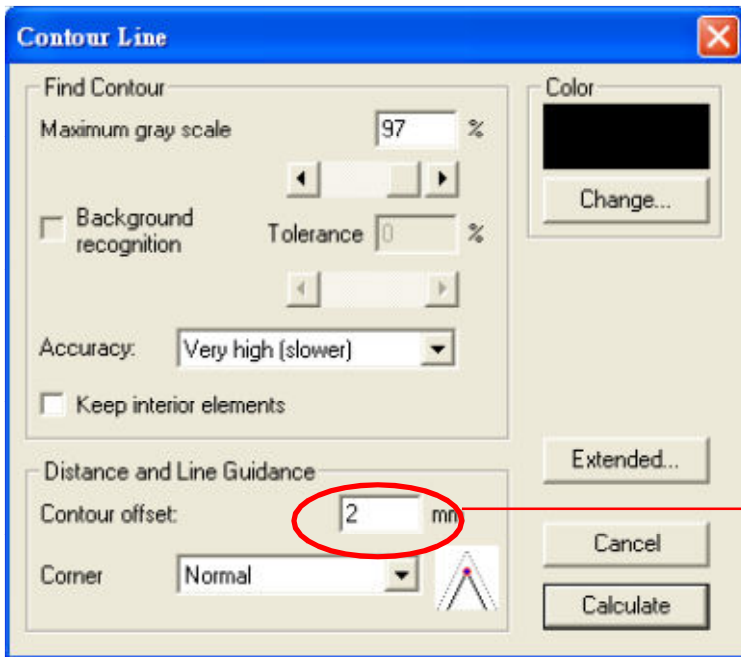 Contour Line
Find Contour
Color
Maximum gray scale 97 %
Change...
Background
recognition
Tolerance 0 %
Accuracy: Very high (slower)
Keep interior elements
Distance and Line Guidance
Extended...
Contour offset: 2 mm
Cancel
Corner Normal
Calculate